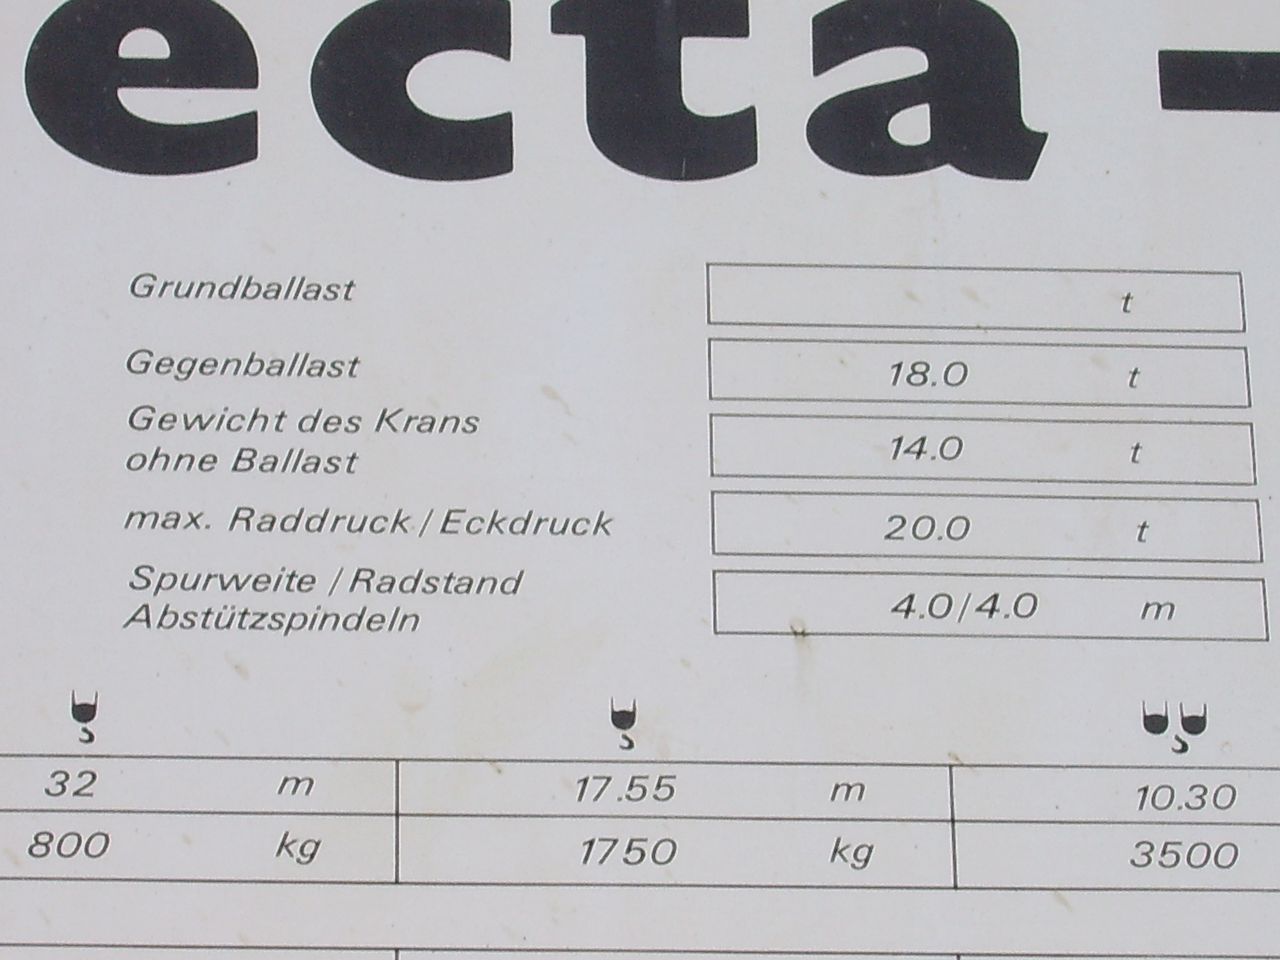 ecta -
Grundballast t
Gegenballast 18.0 t
Gewicht des Krans
ohne Ballast 14.0 t
max. Raddruck / Eckdruck 20.0 t
Spurweite / Radstand
Abstützspindeln 4.0/4.0 m
32 m 17.55 m 10.30
800 kg 1750 kg 3500